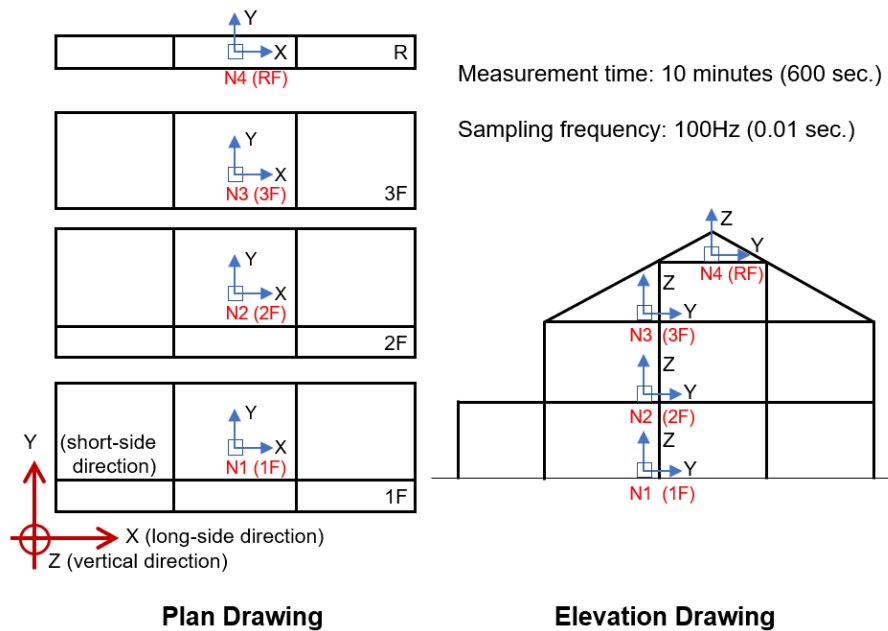 Y
X
R
N4 (RF)
Y
X
N3 (3F)
3F
Y
X
N2 (2F)
2F
Y
X
N1 (1F)
1F
Y
(short-side
direction)
X (long-side direction)
Z (vertical direction)
Plan Drawing
Measurement time: 10 minutes (600 sec.)
Sampling frequency: 100Hz (0.01 sec.)
Z
Y
N4 (RF)
Z
Y
N3 (3F)
Z
Y
N2 (2F)
Z
Y
N1 (1F)
Elevation Drawing